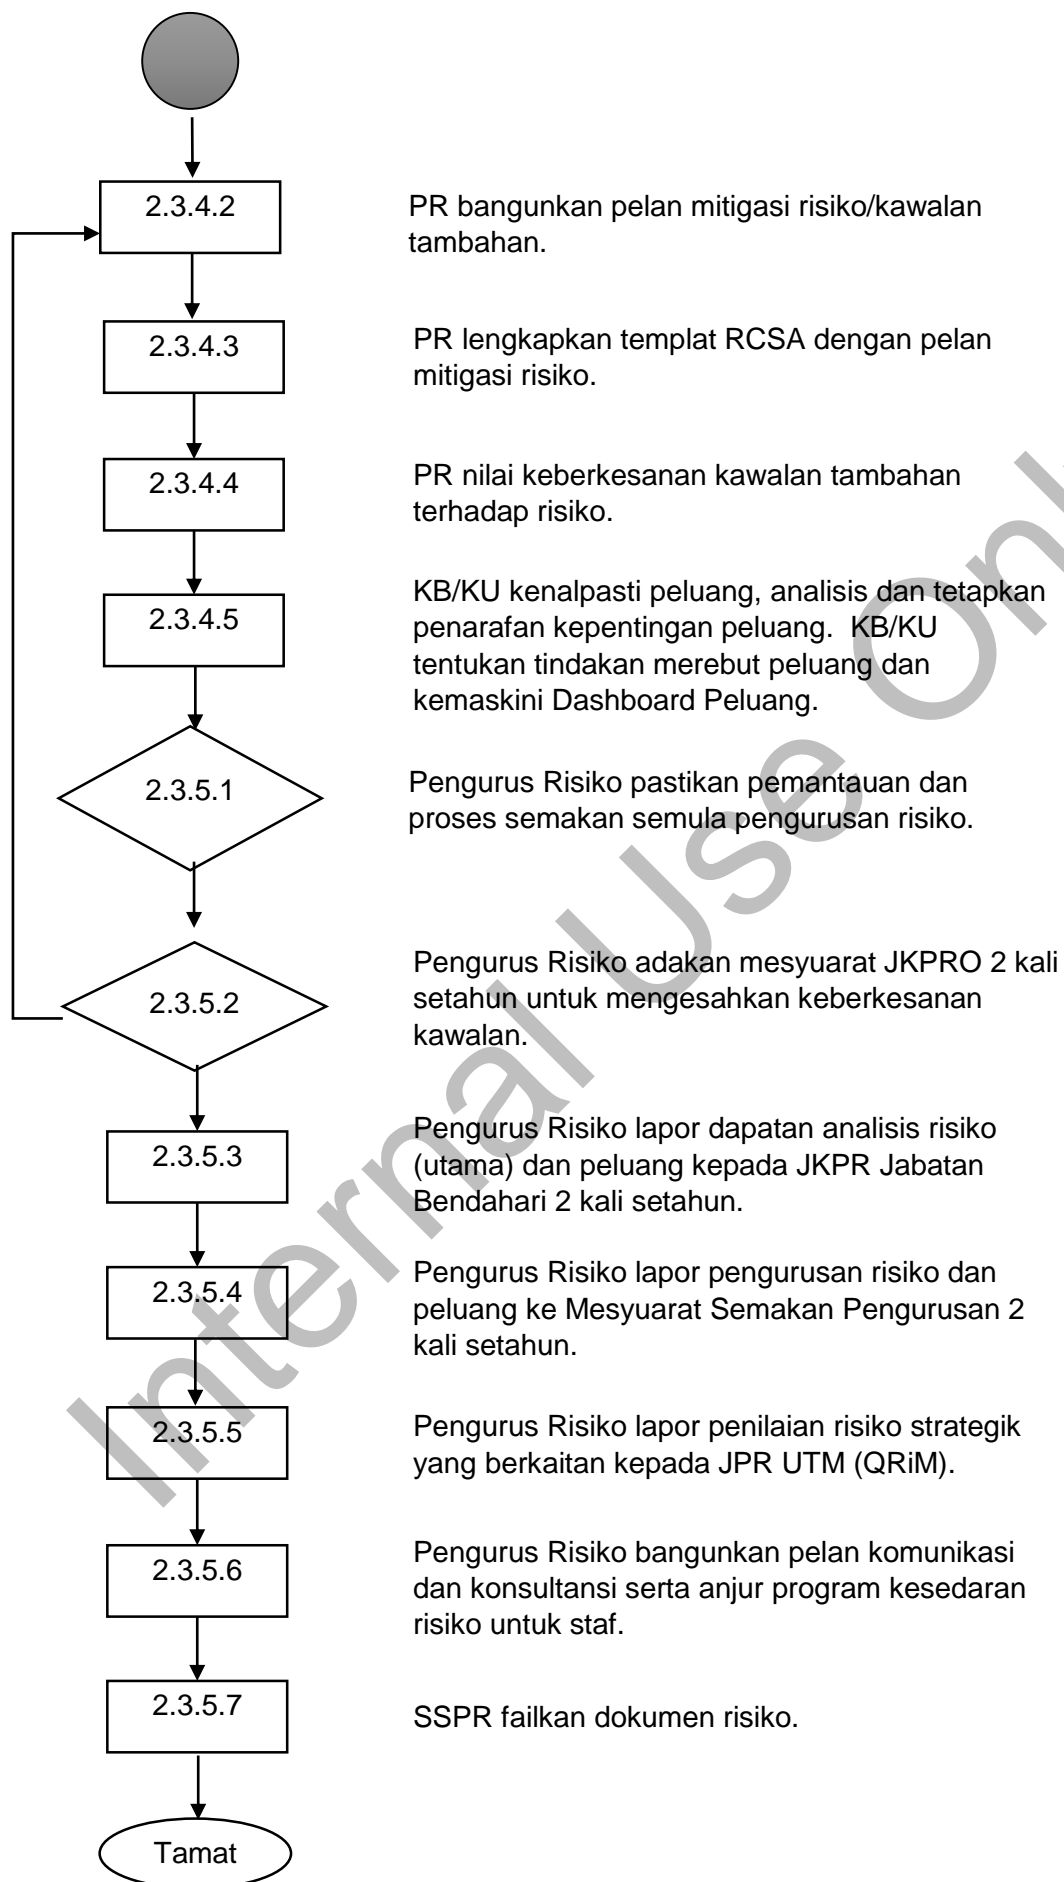 2.3.4.2
PR bangunkan pelan mitigasi risiko/kawalan
tambahan.
2.3.4.3
PR lengkapkan templat RCSA dengan pelan
mitigasi risiko.
2.3.4.4
PR nilai keberkesanan kawalan tambahan
terhadap risiko.
2.3.4.5
KB/KU kenalpasti peluang, analisis dan tetapkan
penarafan kepentingan peluang. KB/KU
tentukan tindakan merebut peluang dan
kemaskini Dashboard Peluang.
2.3.5.1
Pengurus Risiko pastikan pemantauan dan
proses semakan semula pengurusan risiko.
2.3.5.2
Pengurus Risiko adakan mesyuarat JKPRO 2 kali
setahun untuk mengesahkan keberkesanan
kawalan.
2.3.5.3
Pengurus Risiko lapor dapatan analisis risiko
(utama) dan peluang kepada JKPR Jabatan
Bendahari 2 kali setahun.
2.3.5.4
Pengurus Risiko lapor pengurusan risiko dan
peluang ke Mesyuarat Semakan Pengurusan 2
kali setahun.
2.3.5.5
Pengurus Risiko lapor penilaian risiko strategik
yang berkaitan kepada JPR UTM (QRiM).
2.3.5.6
Pengurus Risiko bangunkan pelan komunikasi
dan konsultansi serta anjur program kesedaran
risiko untuk staf.
2.3.5.7
SSPR failkan dokumen risiko.
Tamat
Internal Use Onl